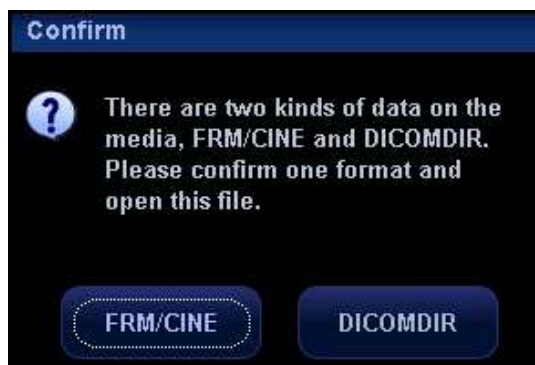 Confirm
There are two kinds of data on the
media, FRM/CINE and DICOMDIR.
Please confirm one format and
open this file.
FRM/CINE DICOMDIR